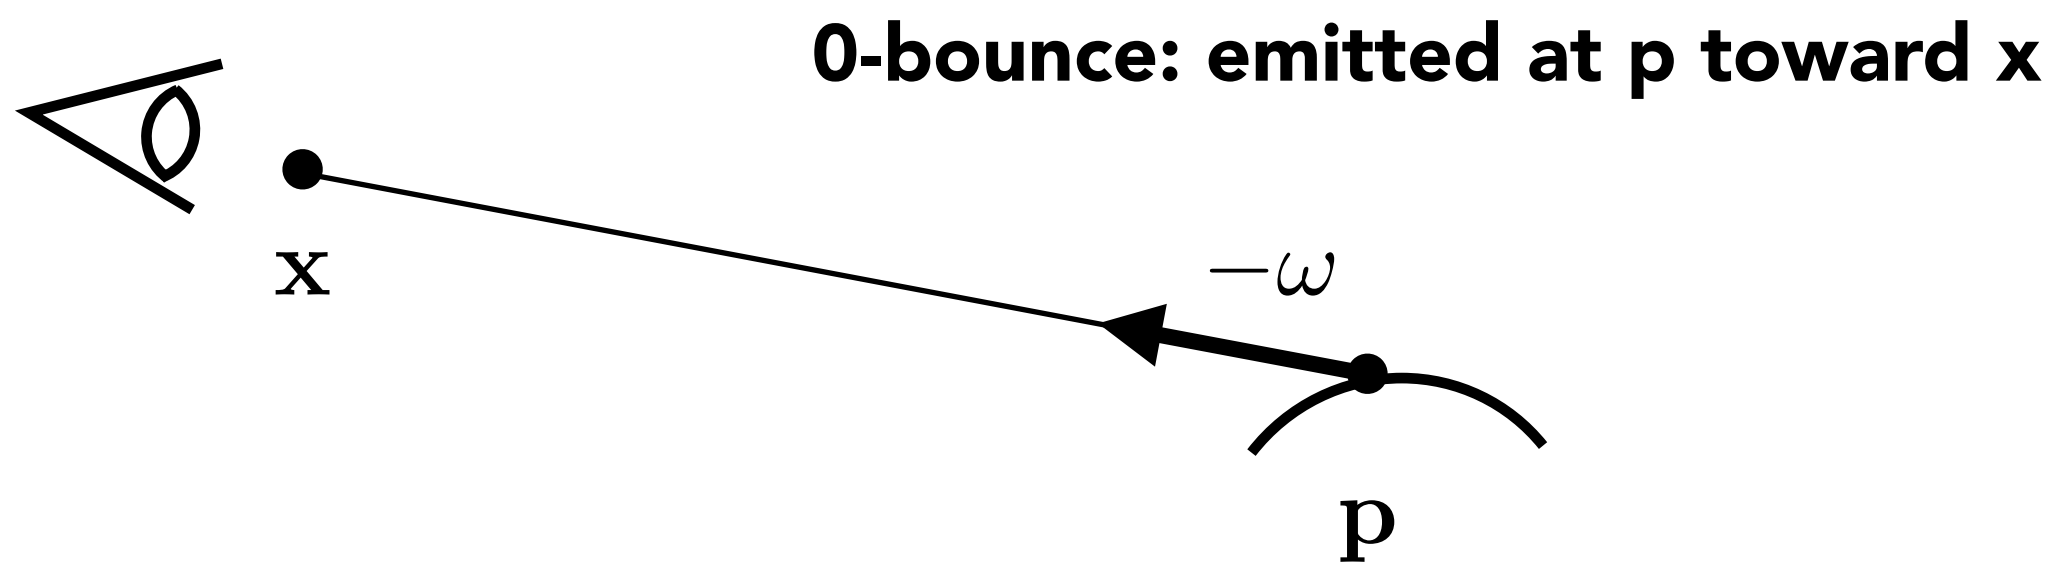 0-bounce: emitted at p toward x
x
−ω
p